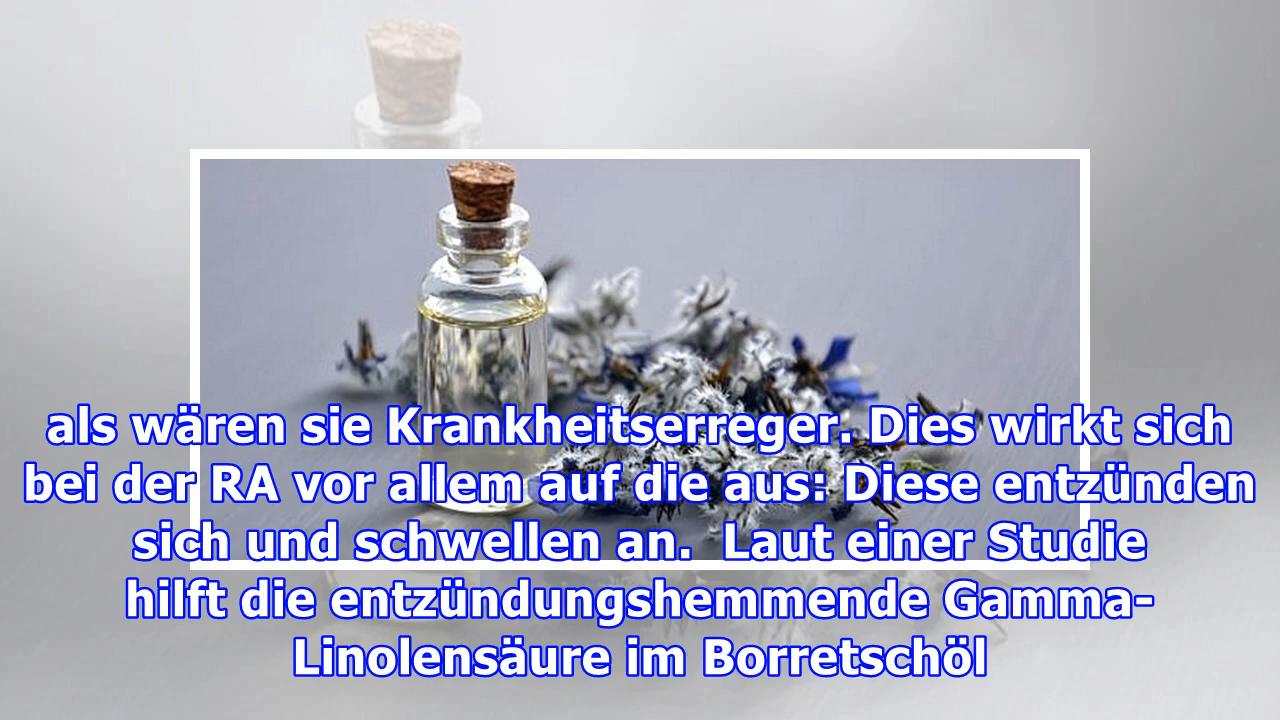 als wären sie Krankheitserreger. Dies wirkt sich
bei der RA vor allem auf die aus: Diese entzünden
sich und schwellen an.  Laut einer Studie
hilft die entzündungshemmende Gamma-
Linolensäure im Borretschöl